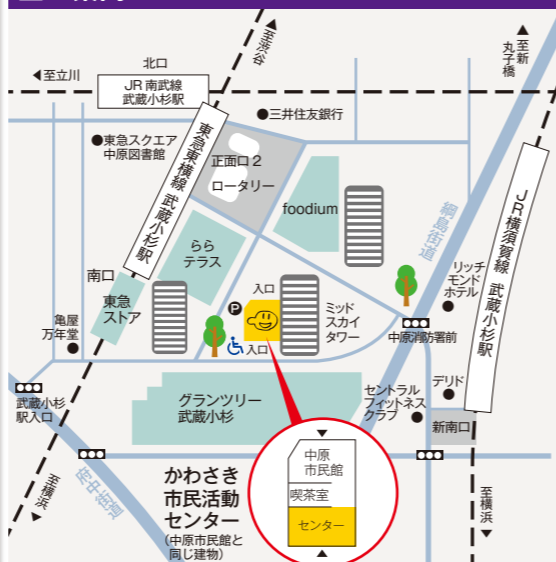 至渋谷
至新
丸子橋
北口
至立川
JR 南武線
武蔵小杉駅
三井住友銀行
東急スクエア
中原図書館
東急東横線 武蔵小杉駅
正面口2
ロータリー
foodium
綱島街道
JR横須賀線 武蔵小杉駅
らら
テラス
リッチ
モンド
ホテル
南口
東急
ストア
入口
P
ミッド
スカイ
タワー
入口
亀屋
万年堂
中原消防署前
武蔵小杉
駅入口
グランツリー
武蔵小杉
セントラル
フィットネス
クラブ
デリド
新南口
府中街道
至横浜
至横浜
かわさき
市民活動
センター
(中原市民館と
同じ建物)
中原
市民館
喫茶室
センター